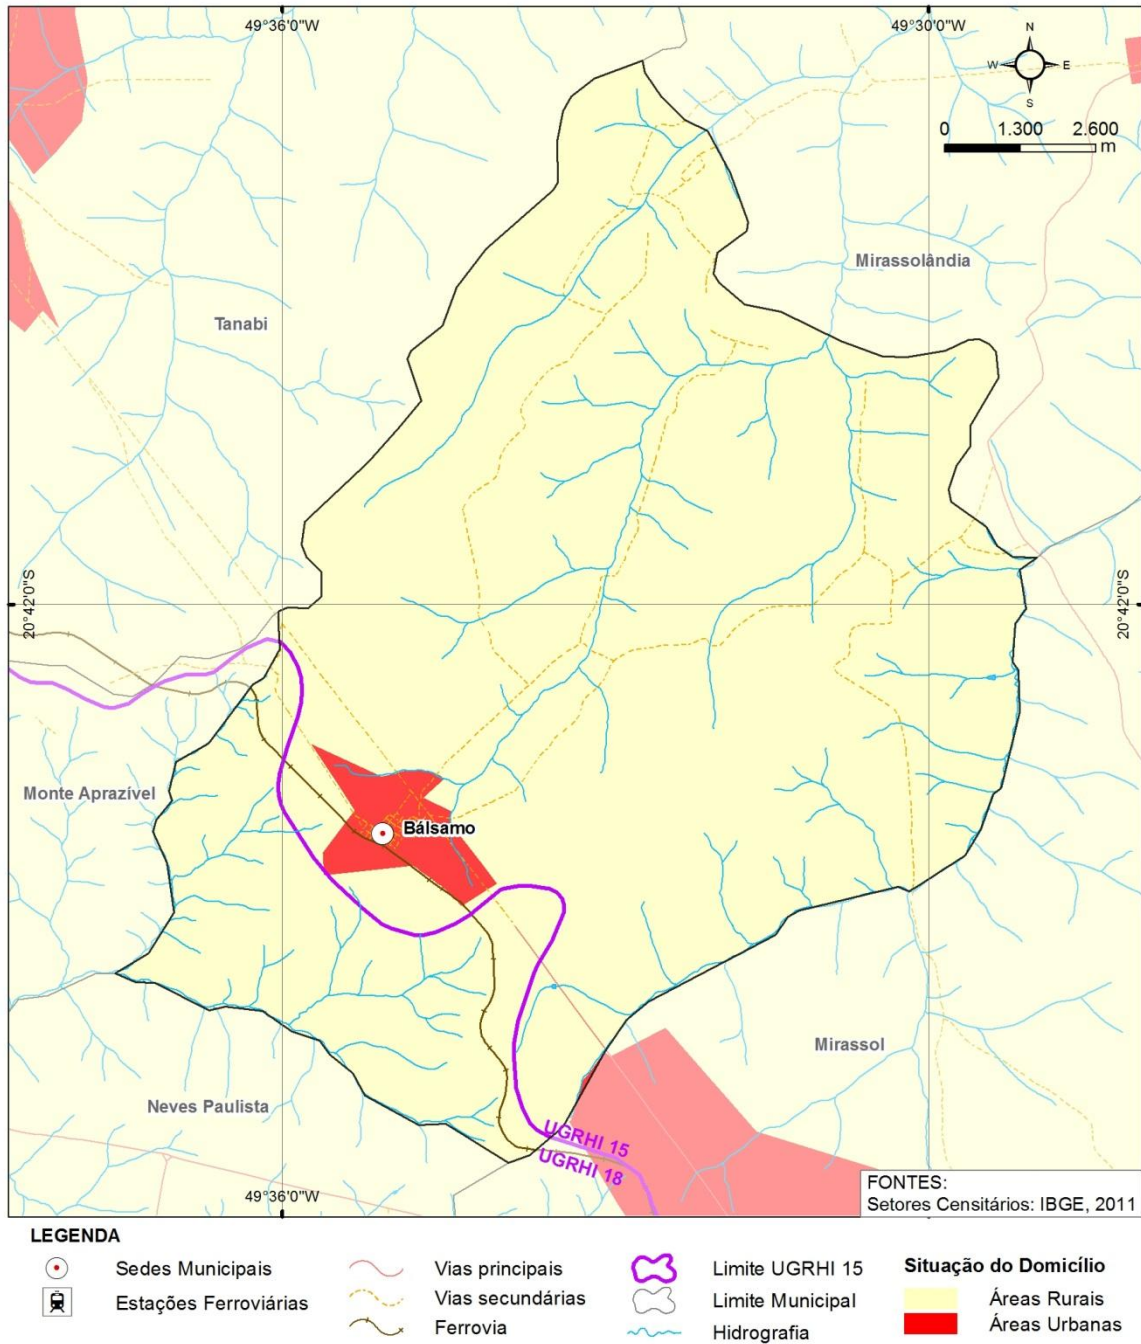 49°36'0"W
49°30'0"W
N
W
E
S
0 1.300 2.600
m
Mirassolândia
Tanabi
20°42'0"S
20°42'0"S
Monte Aprazível
Bálsamo
Mirassol
Neves Paulista
UGRHI 15
UGRHI 18
49°36'0"W
FONTES:
Setores Censitários: IBGE, 2011
LEGENDA
Sedes Municipais
Estações Ferroviárias
Vias principais
Vias secundárias
Ferrovia
Limite UGRHI 15
Limite Municipal
Hidrografia
Situação do Domicílio
Áreas Rurais
Áreas Urbanas